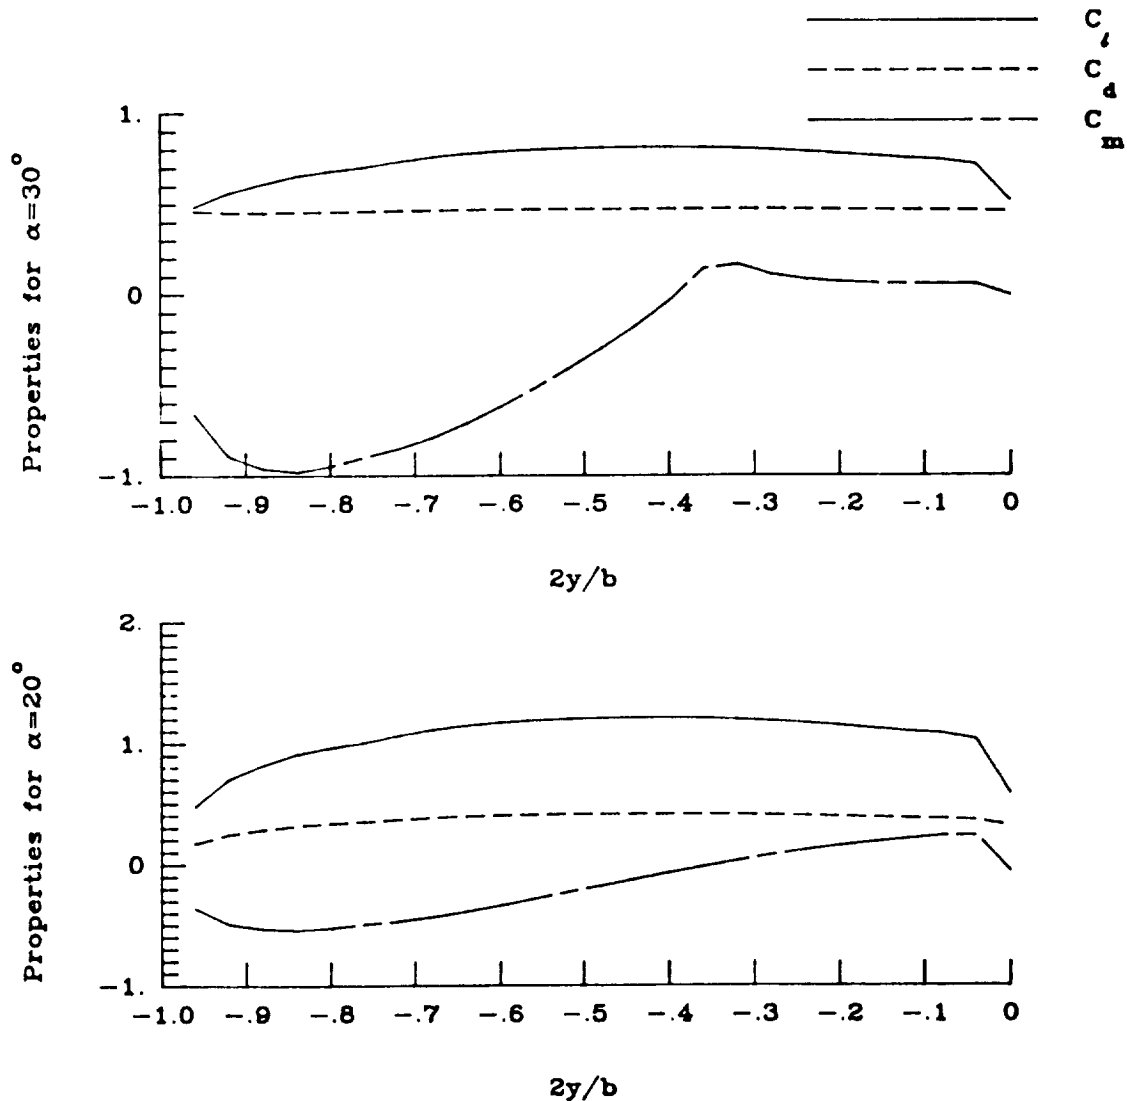 C_ℓ
C_d
C_m
Properties for α=30°
1.
0
-1.
-1.0 -.9 -.8 -.7 -.6 -.5 -.4 -.3 -.2 -.1 0
2y/b
Properties for α=20°
2.
1.
0
-1.
-1.0 -.9 -.8 -.7 -.6 -.5 -.4 -.3 -.2 -.1 0
2y/b